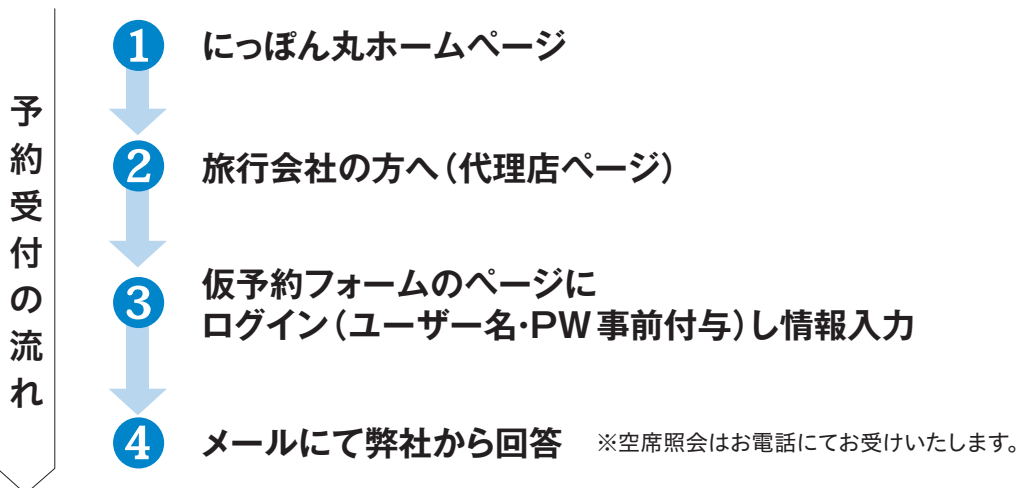 予約受付の流れ
1 にっぽん丸ホームページ
2 旅行会社の方へ（代理店ページ）
3 仮予約フォームのページに
ログイン（ユーザー名・PW事前付与）し情報入力
4 メールにて弊社から回答 ※空席照会はお電話にてお受けいたします。